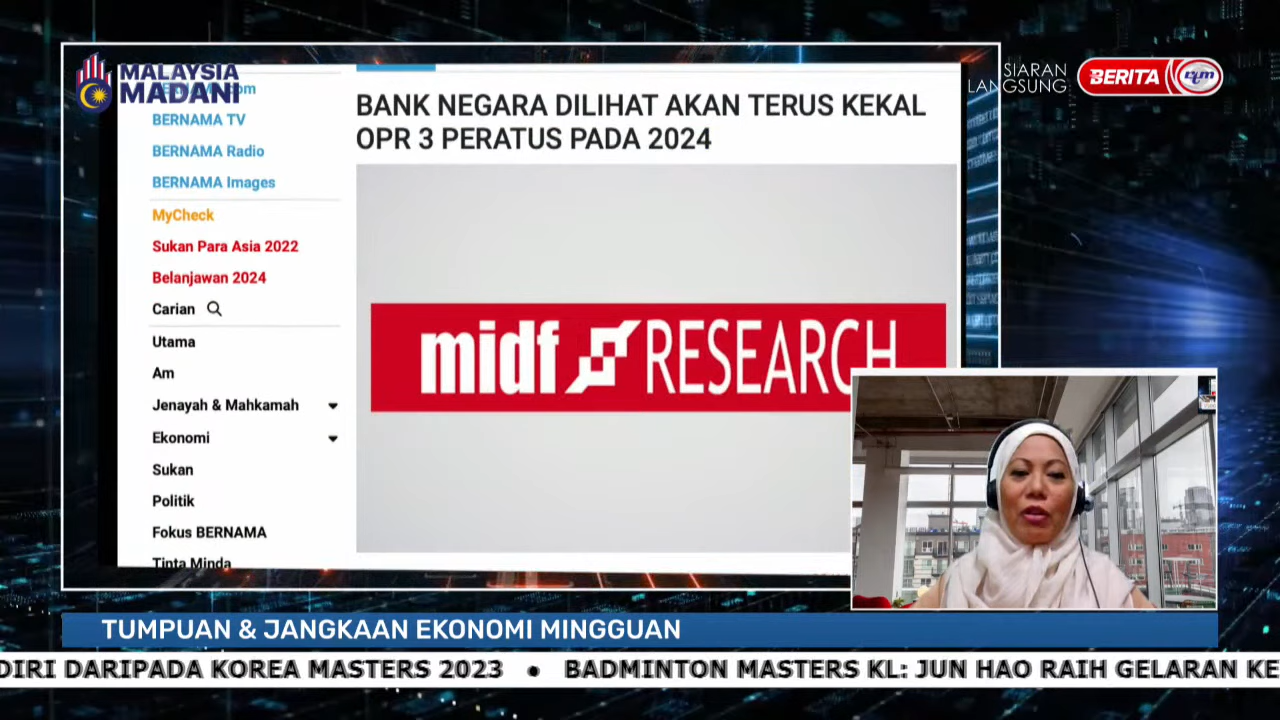 MALAYSIA
MADANI
SIARAN
LANGSUNG
BERITA rtm
BERNAMA TV
BERNAMA Radio
BERNAMA Images
MyCheck
Sukan Para Asia 2022
Belanjawan 2024
Carian
Utama
Am
Jenayah & Mahkamah
Ekonomi
Sukan
Politik
Fokus BERNAMA
Tinta Minda
BANK NEGARA DILIHAT AKAN TERUS KEKAL
OPR 3 PERATUS PADA 2024
midf RESEARCH
TUMPUAN & JANGKAAN EKONOMI MINGGUAN
DIRI DARIPADA KOREA MASTERS 2023 • BADMINTON MASTERS KL: JUN HAO RAIH GELARAN KE